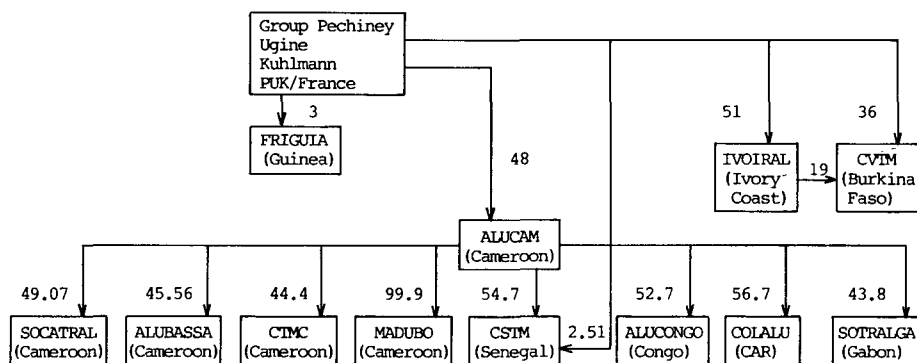 Group Pechiney
Ugine
Kuhlmann
PUK/France
3
FRIGUIA
(Guinea)
48
51
36
IVOIRAL
(Ivory
Coast)
19
CVTM
(Burkina
Faso)
ALUCAM
(Cameroon)
49.07
45.56
44.4
99.9
54.7
52.7
56.7
43.8
SOCATRAL
(Cameroon)
ALUBASSA
(Cameroon)
CTMC
(Cameroon)
MADUBO
(Cameroon)
CSTM
(Senegal)
2.51
ALUCONGO
(Congo)
COLALU
(CAR)
SOTRALGA
(Gabon)